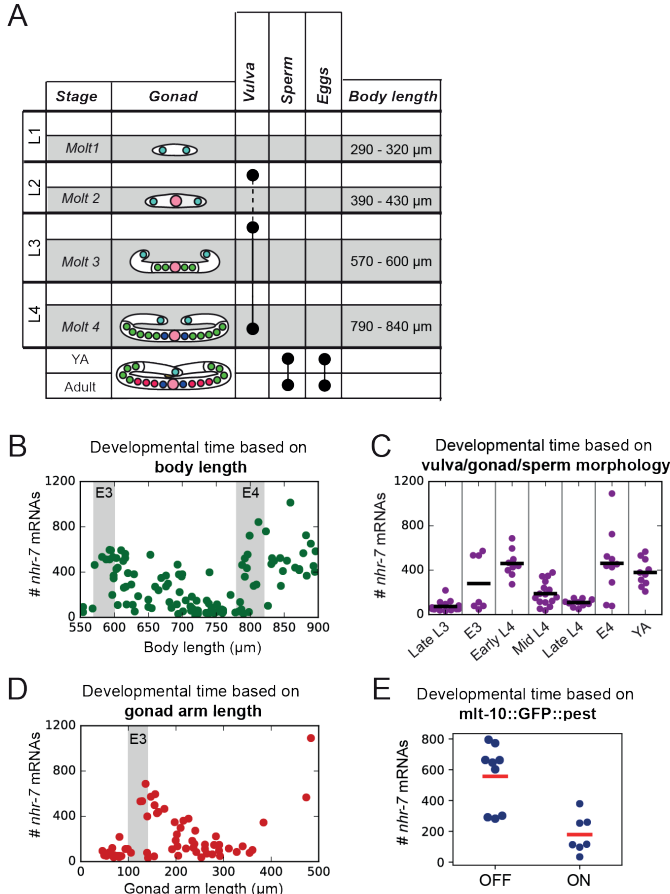 A
Stage Gonad Vulva Sperm Eggs Body length
L1
Molt1 290 - 320 µm
L2
Molt 2 390 - 430 µm
L3
Molt 3 570 - 600 µm
L4
Molt 4 790 - 840 µm
YA
Adult
B
Developmental time based on
body length
# nhr-7 mRNAs
1200
800
400
0
E3 E4
550 600 650 700 750 800 850 900
Body length (µm)
C
Developmental time based on
vulva/gonad/sperm morphology
# nhr-7 mRNAs
1200
800
400
0
Late L3 E3 Early L4 Mid L4 Late L4 E4 YA
D
Developmental time based on
gonad arm length
# nhr-7 mRNAs
1200
800
400
0
E3
0 100 200 300 400 500
Gonad arm length (µm)
E
Developmental time based on
mlt-10::GFP::pest
# nhr-7 mRNAs
800
600
400
200
0
OFF ON